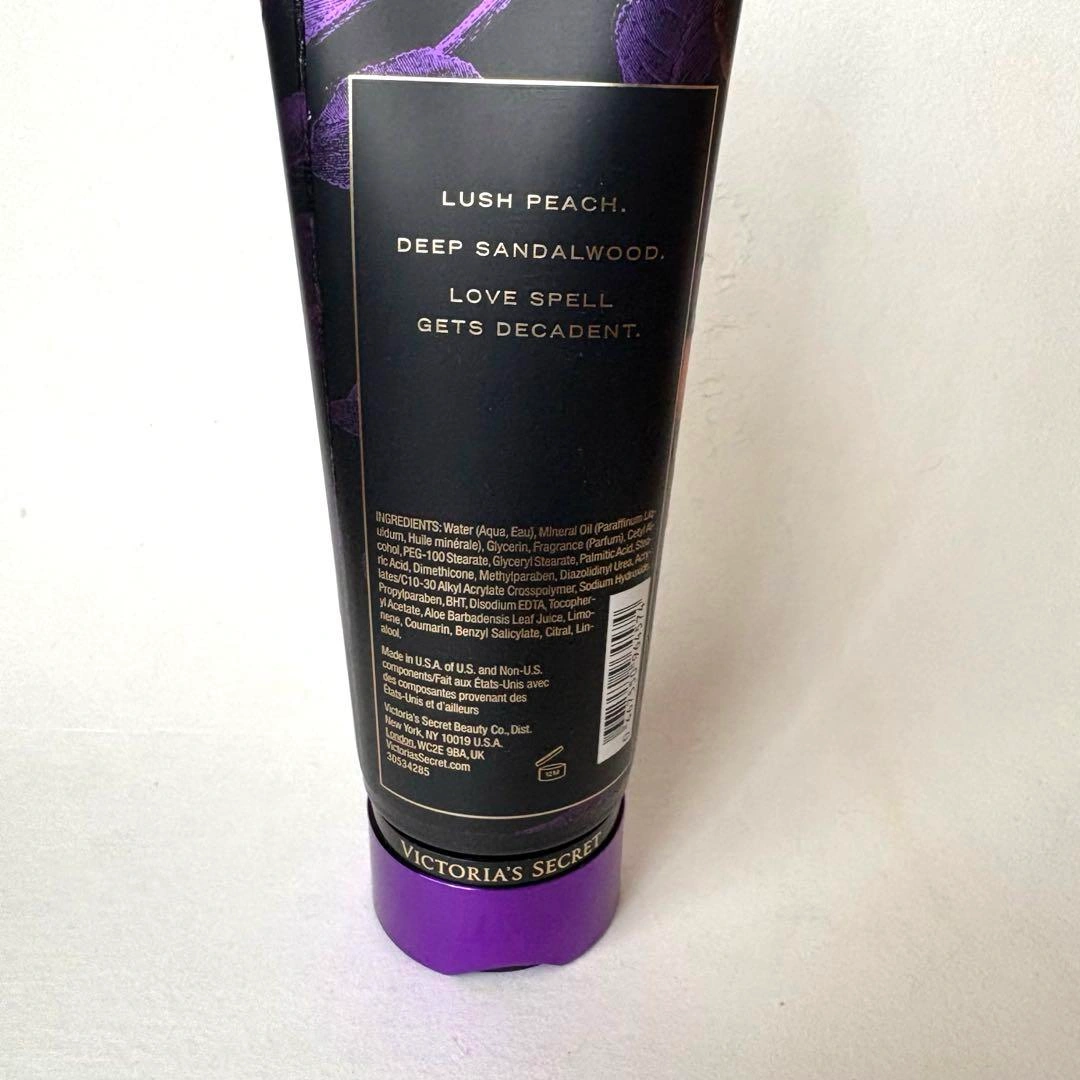 LUSH PEACH.
DEEP SANDALWOOD.
LOVE SPELL
GETS DECADENT.
INGREDIENTS: Water (Aqua, Eau), Mineral Oil (Paraffinum Liq-
uidum, Huile minérale), Glycerin, Fragrance (Parfum), Cetyl Al-
cohol, PEG-100 Stearate, Glyceryl Stearate, Palmitic Acid, Stea-
ric Acid, Dimethicone, Methylparaben, Diazolidinyl Urea, Acry-
lates/C10-30 Alkyl Acrylate Crosspolymer, Sodium Hydroxide,
Propylparaben, BHT, Disodium EDTA, Tocopher-
yl Acetate, Aloe Barbadensis Leaf Juice, Limo-
nene, Coumarin, Benzyl Salicylate, Citral, Lin-
alool.
Made in U.S.A. of U.S. and Non-U.S.
components/Fait aux États-Unis avec
des composantes provenant des
États-Unis et d'ailleurs
Victoria's Secret Beauty Co., Dist.
New York, NY 10019 U.S.A.
London, WC2E 9BA, UK
VictoriasSecret.com
30534285
12 M
VICTORIA'S SECRET